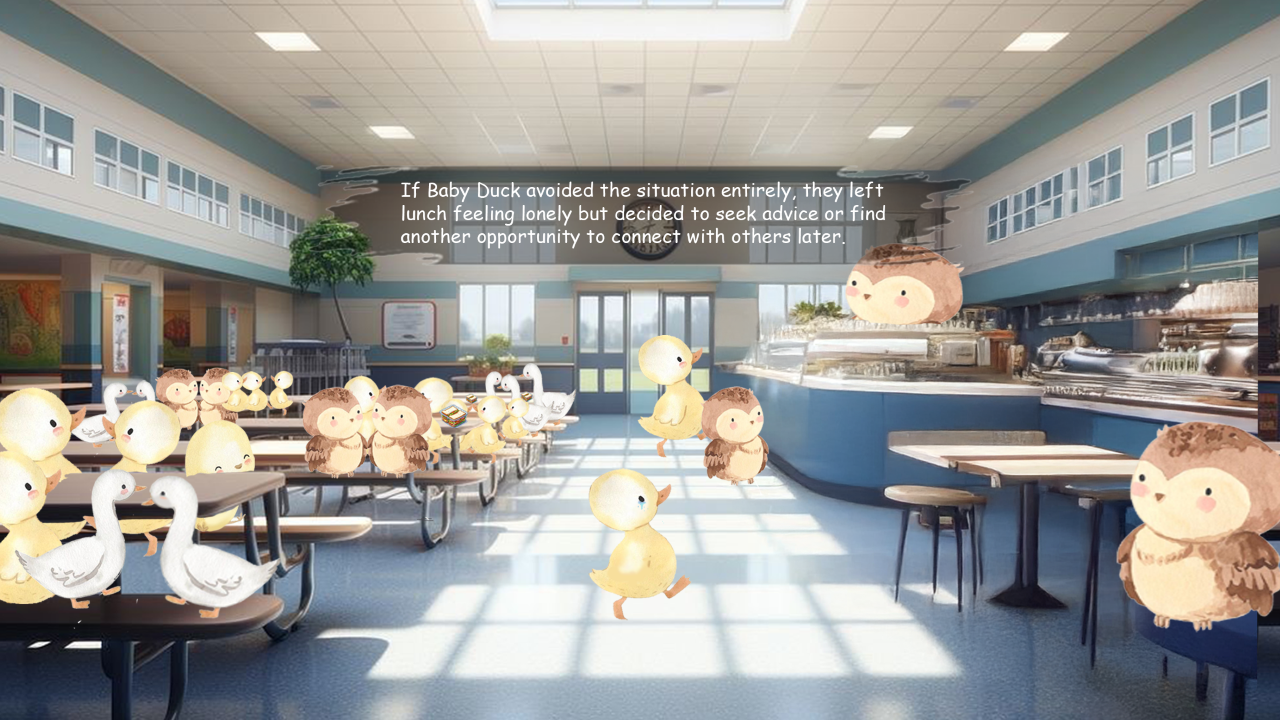 If Baby Duck avoided the situation entirely, they left
lunch feeling lonely but decided to seek advice or find
another opportunity to connect with others later.